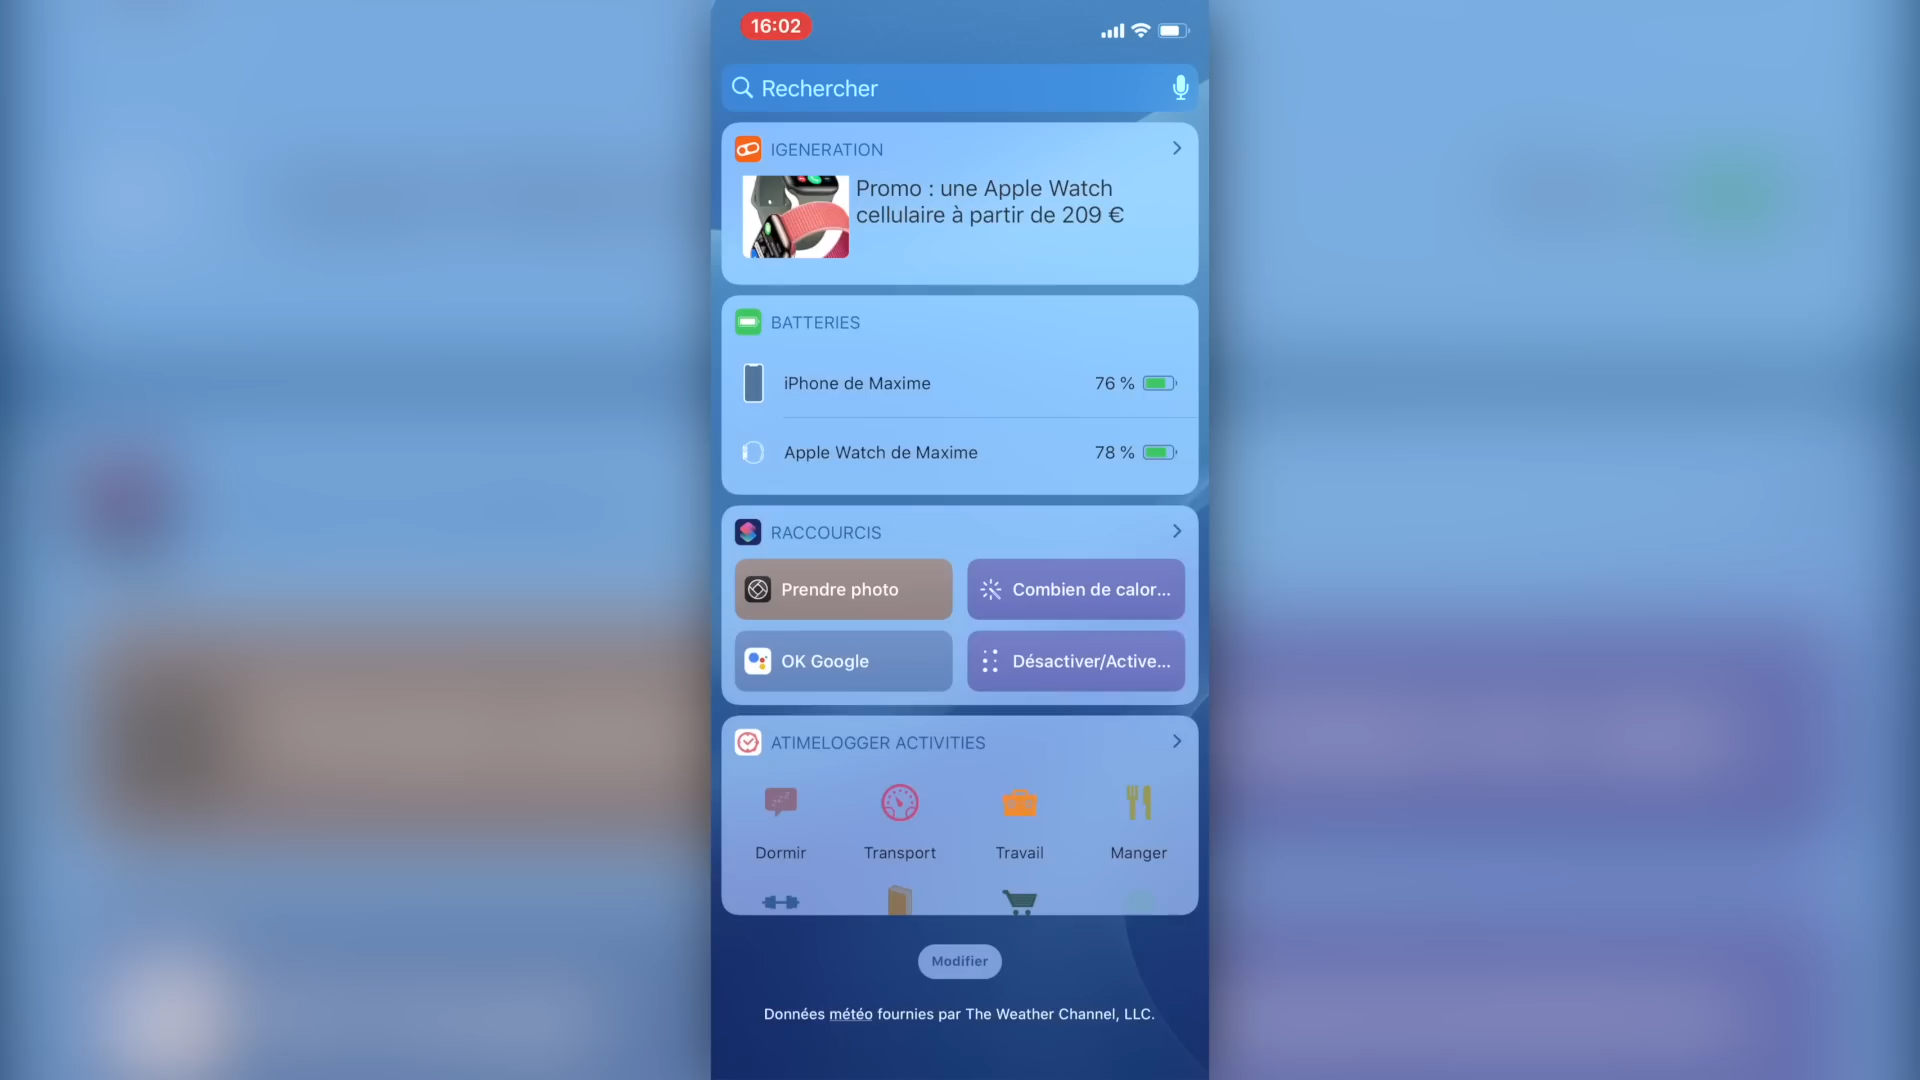 16:02
Rechercher
IGENERATION
Promo : une Apple Watch
cellulaire à partir de 209 €
BATTERIES
iPhone de Maxime 76 %
Apple Watch de Maxime 78 %
RACCOURCIS
Prendre photo
Combien de calor...
OK Google
Désactiver/Active...
ATIMELOGGER ACTIVITIES
Dormir Transport Travail Manger
Modifier
Données météo fournies par The Weather Channel, LLC.